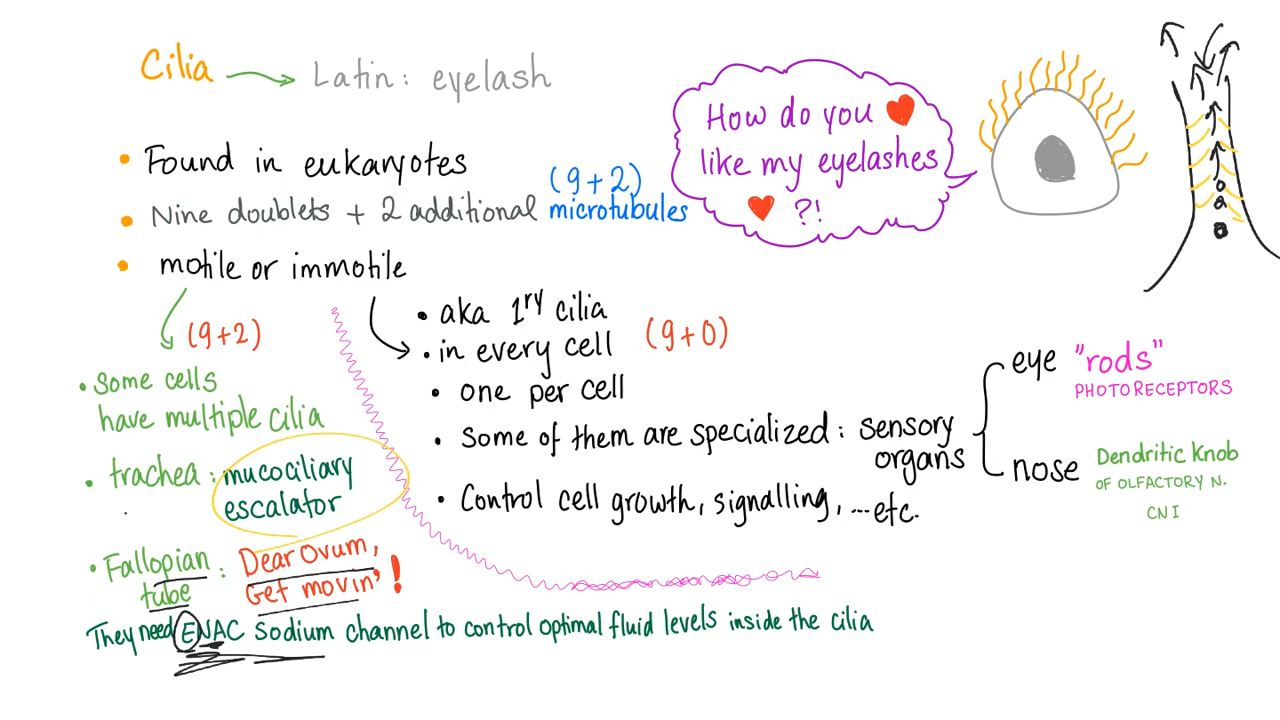 Cilia → Latin: eyelash
How do you ❤
like my eyelashes
❤ ?!
• Found in eukaryotes
(9+2)
• Nine doublets + 2 additional microtubules
• motile or immotile
(9+2)
• Some cells
have multiple cilia
• trachea: mucociliary
escalator
• Fallopian
tube : Dear Ovum,
Get movin' !
• aka 1ry cilia
• in every cell (9+0)
• one per cell
• Some of them are specialized: sensory
organs
eye "rods"
PHOTORECEPTORS
nose Dendritic Knob
OF OLFACTORY N.
CN I
• Control cell growth, signalling, ...etc.
They need ENAC Sodium channel to control optimal fluid levels inside the cilia